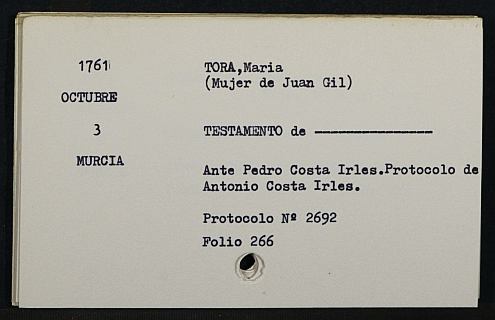 1761
TORA,Maria
(Mujer de Juan Gil)
OCTUBRE
3
TESTAMENTO de ---------------
MURCIA
Ante Pedro Costa Irles.Protocolo de
Antonio Costa Irles.
Protocolo Nº 2692
Folio 266